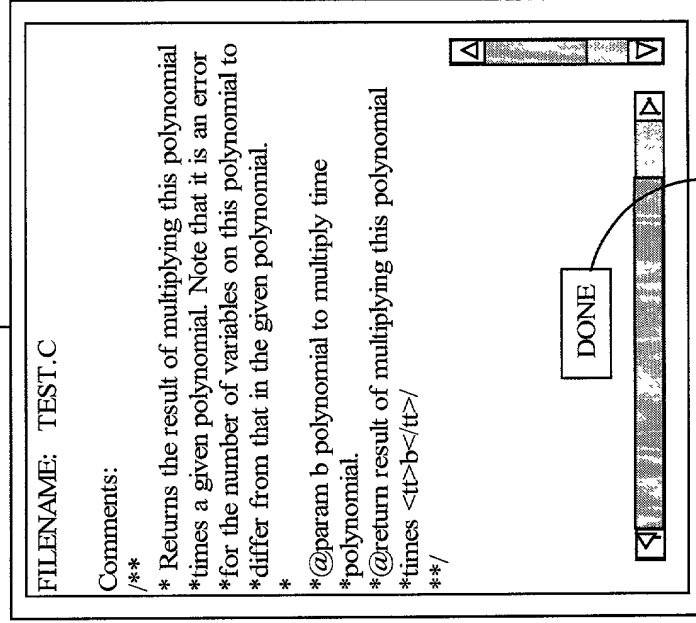 FILENAME: TEST.C
Comments:
/**
* Returns the result of multiplying this polynomial
*times a given polynomial. Note that it is an error
*for the number of variables on this polynomial to
*differ from that in the given polynomial.
*
*@param b polynomial to multiply time
*polynomial.
*@return result of multiplying this polynomial
*times <tt>b</tt>/
**/
DONE